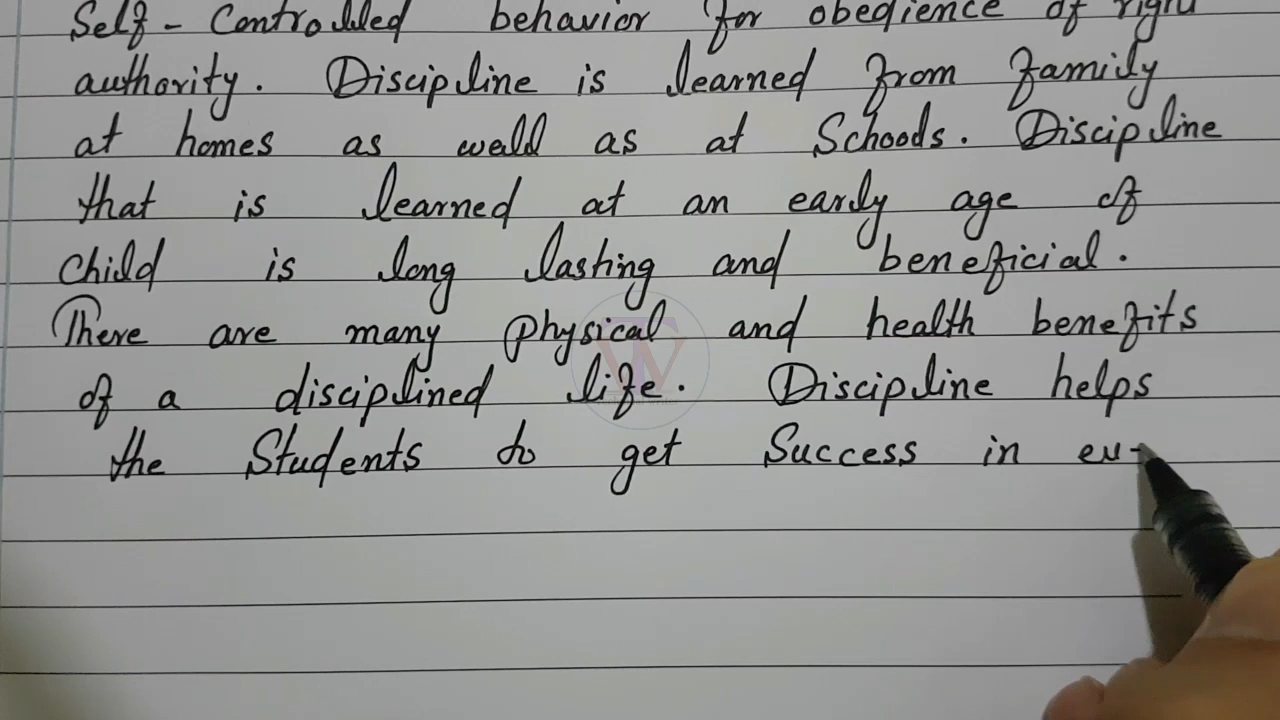 Self-Controlled behavior for obedience of right
authority. Discipline is learned from family
at homes as well as at Schools. Discipline
that is learned at an early age of
Child is long lasting and beneficial.
There are many Physical and health benefits
of a disciplined life. Discipline helps
the Students to get Success in